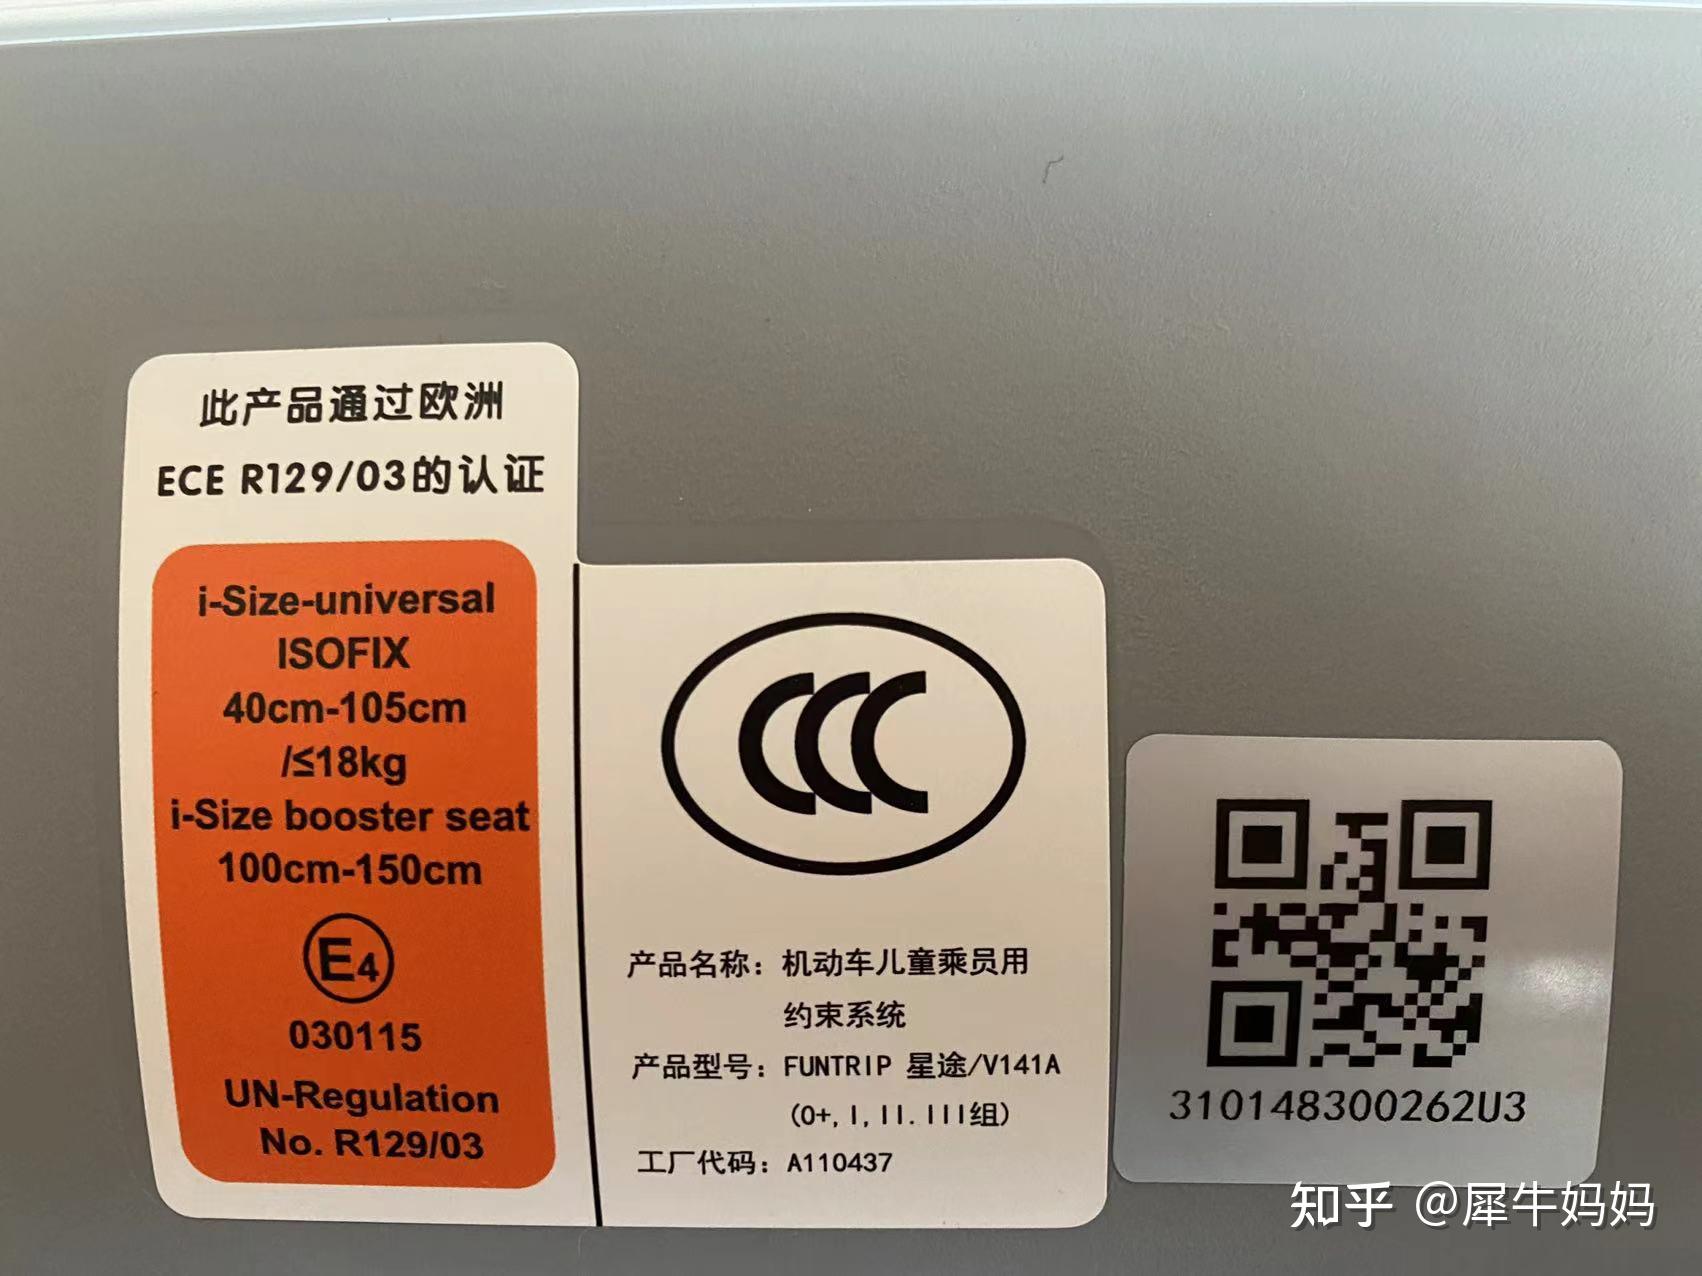 此产品通过欧洲
ECE R129/03的认证
i-Size-universal
ISOFIX
40cm-105cm
/≤18kg
i-Size booster seat
100cm-150cm
E4
030115
UN-Regulation
No. R129/03
CCC
产品名称：机动车儿童乘员用
约束系统
产品型号：FUNTRIP 星途/V141A
(0+, I, II. III组)
工厂代码：A110437
310148300262U3
知乎 @犀牛妈妈